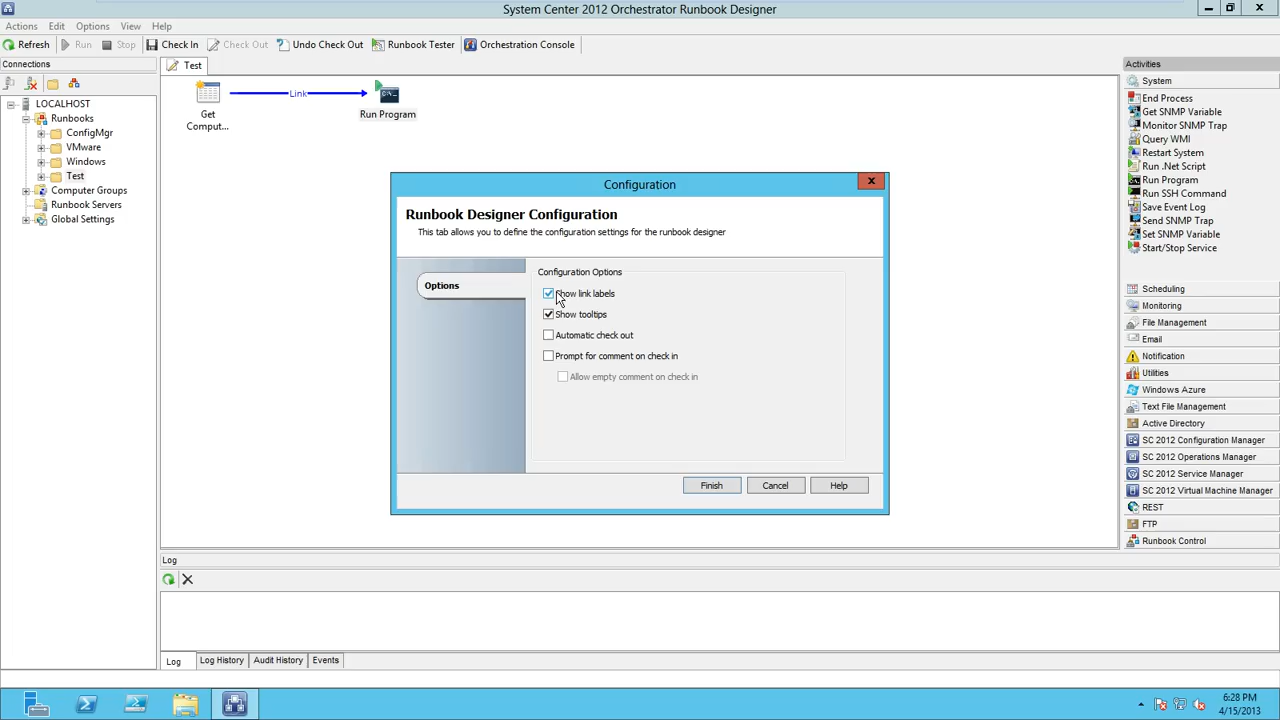 System Center 2012 Orchestrator Runbook Designer
Actions Edit Options View Help
Refresh Run Stop Check In Check Out Undo Check Out Runbook Tester Orchestration Console
Connections
LOCALHOST
Runbooks
ConfigMgr
VMware
Windows
Test
Computer Groups
Runbook Servers
Global Settings
Test
Link
Get
Comput...
Run Program
Configuration
Runbook Designer Configuration
This tab allows you to define the configuration settings for the runbook designer
Options
Configuration Options
Show link labels
Show tooltips
Automatic check out
Prompt for comment on check in
Allow empty comment on check in
Finish Cancel Help
Activities
System
End Process
Get SNMP Variable
Monitor SNMP Trap
Query WMI
Restart System
Run .Net Script
Run Program
Run SSH Command
Save Event Log
Send SNMP Trap
Set SNMP Variable
Start/Stop Service
Scheduling
Monitoring
File Management
Email
Notification
Utilities
Windows Azure
Text File Management
Active Directory
SC 2012 Configuration Manager
SC 2012 Operations Manager
SC 2012 Service Manager
SC 2012 Virtual Machine Manager
REST
FTP
Runbook Control
Log
Log Log History Audit History Events
6:28 PM
4/15/2013